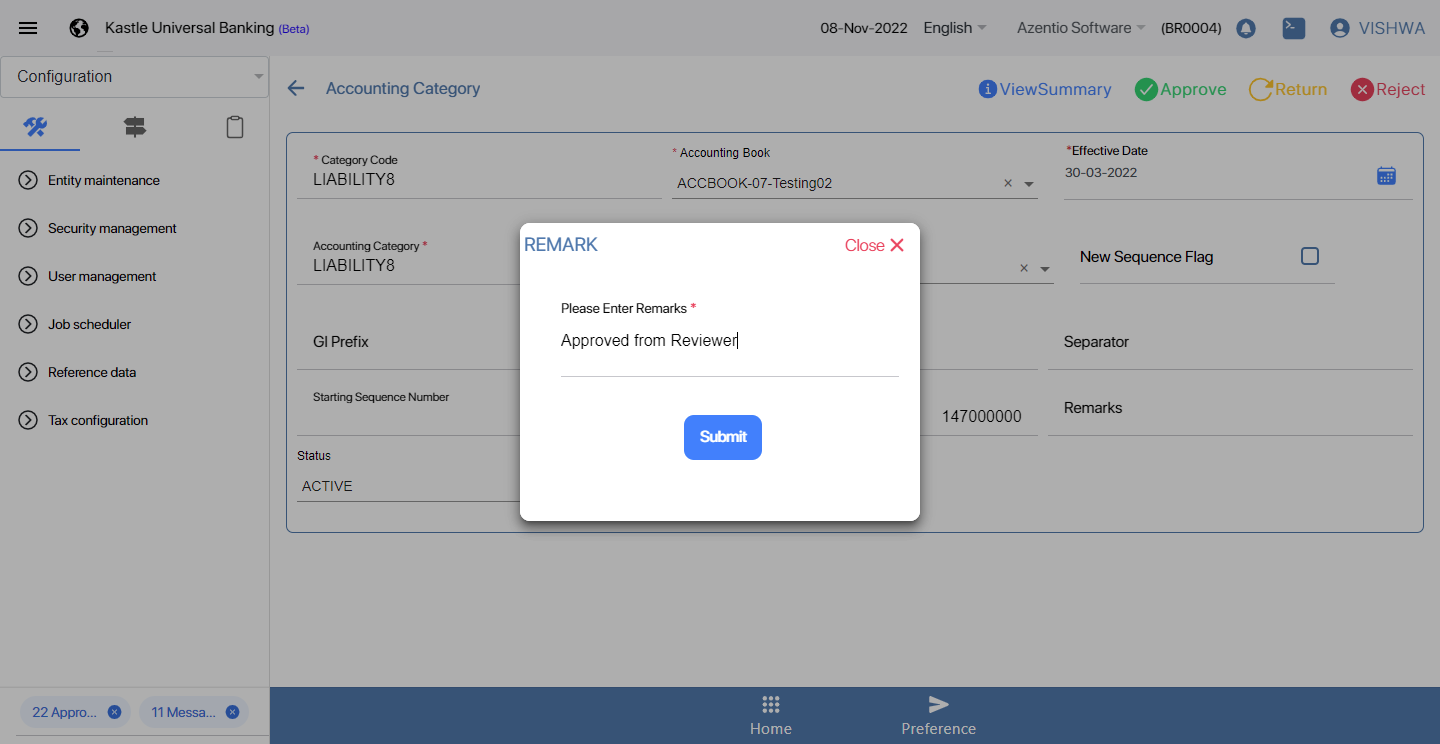 Kastle Universal Banking (Beta)
08-Nov-2022
English
Azentio Software
(BR0004)
VISHWA
Configuration
Accounting Category
ViewSummary
Approve
Return
Reject
Entity maintenance
Security management
User management
Job scheduler
Reference data
Tax configuration
* Category Code
LIABILITY8
* Accounting Book
ACCBOOK-07-Testing02
*Effective Date
30-03-2022
Accounting Category *
LIABILITY8
New Sequence Flag
Gl Prefix
Separator
Starting Sequence Number
147000000
Remarks
Status
ACTIVE
REMARK
Close
Please Enter Remarks *
Approved from Reviewer
Submit
22 Appro...
11 Messa...
Home
Preference